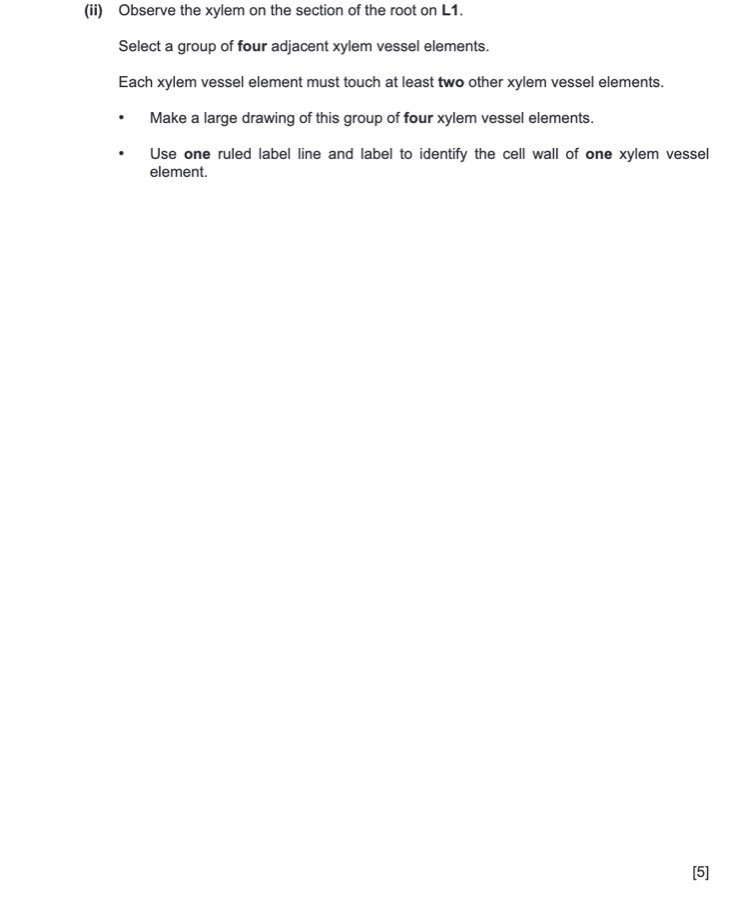 (ii) Observe the xylem on the section of the root on L1.
Select a group of four adjacent xylem vessel elements.
Each xylem vessel element must touch at least two other xylem vessel elements.
• Make a large drawing of this group of four xylem vessel elements.
• Use one ruled label line and label to identify the cell wall of one xylem vessel
element.
[5]